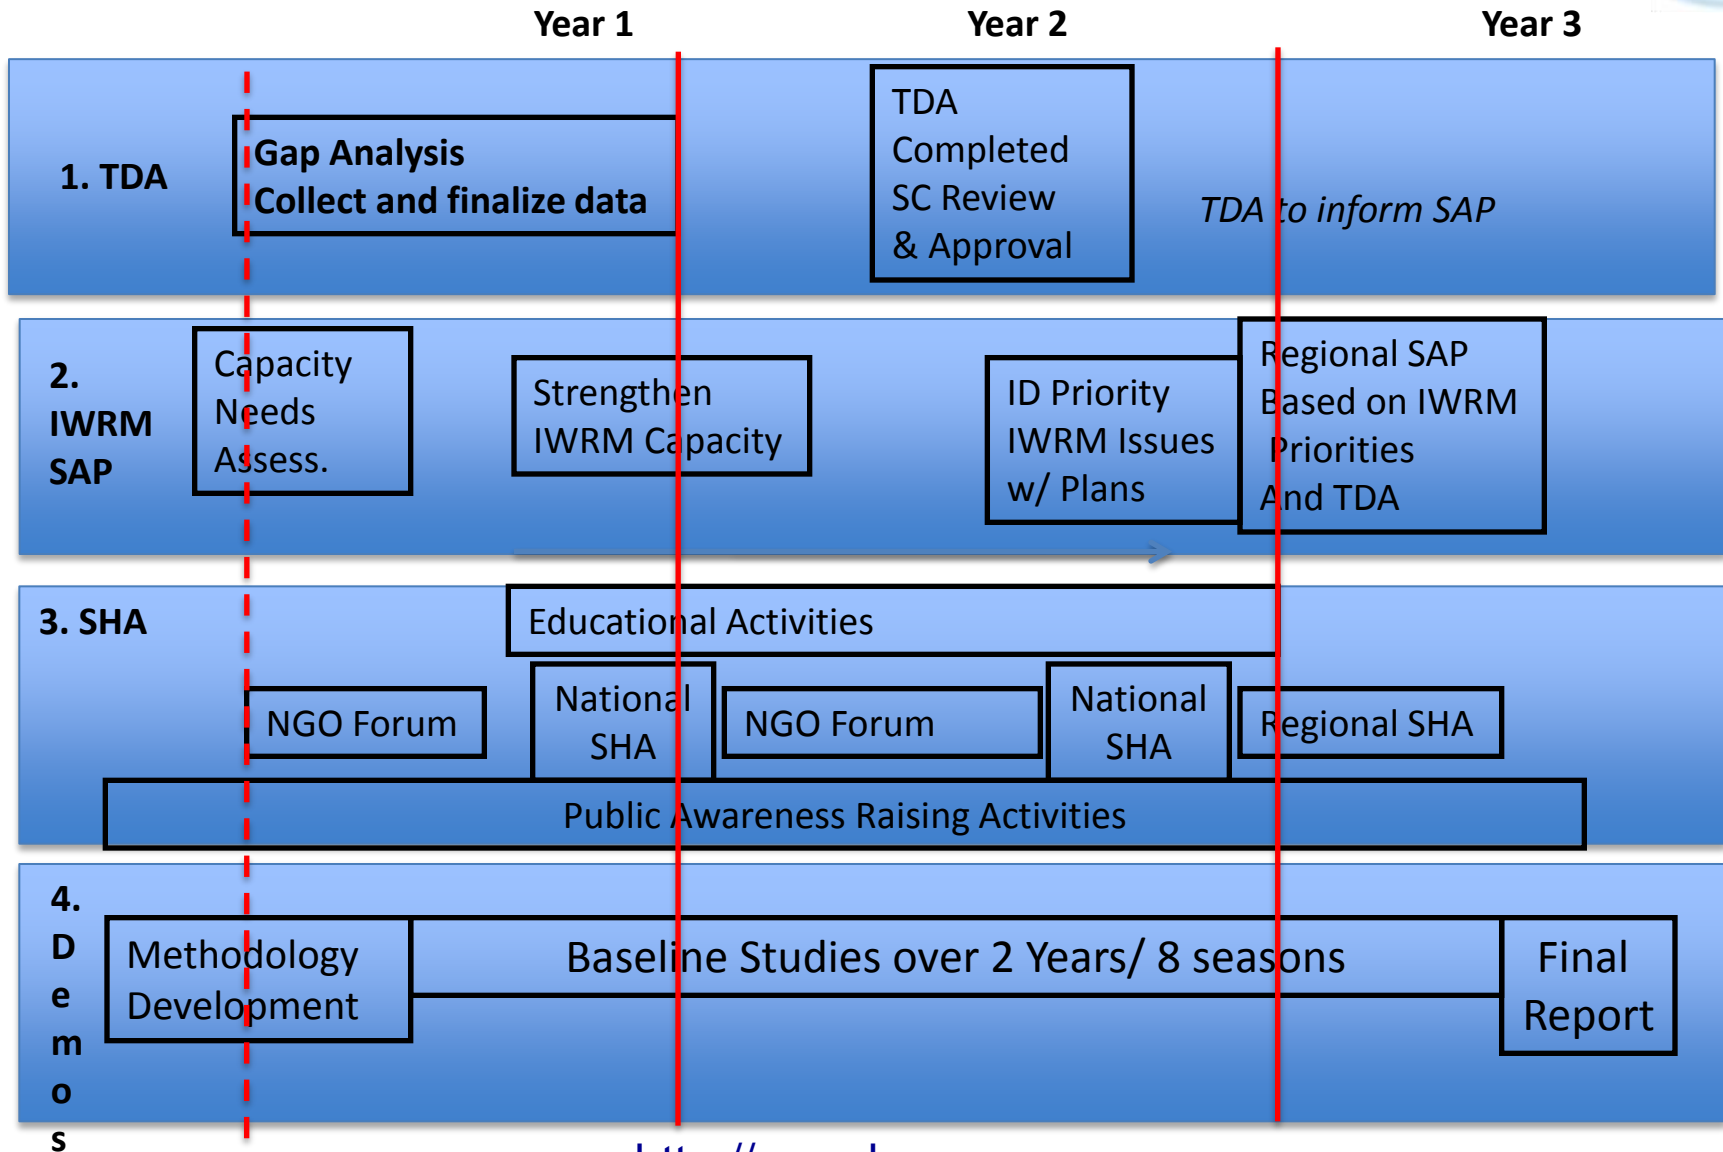 Year 1
Year 2
Year 3
1. TDA
Gap Analysis
Collect and finalize data
TDA
Completed
SC Review
& Approval
TDA to inform SAP
2.
IWRM
SAP
Capacity
Needs
Assess.
Strengthen
IWRM Capacity
ID Priority
IWRM Issues
w/ Plans
Regional SAP
Based on IWRM
Priorities
And TDA
3. SHA
Educational Activities
NGO Forum
National
SHA
NGO Forum
National
SHA
Regional SHA
Public Awareness Raising Activities
4.
D
e
m
o
s
Methodology
Development
Baseline Studies over 2 Years/ 8 seasons
Final
Report